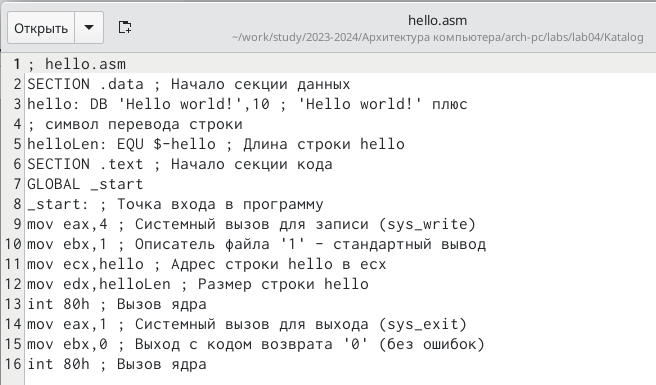 Открыть
hello.asm
~/work/study/2023-2024/Архитектура компьютера/arch-pc/labs/lab04/Katalog
1 ; hello.asm
2 SECTION .data ; Начало секции данных
3 hello: DB 'Hello world!',10 ; 'Hello world!' плюс
4 ; символ перевода строки
5 helloLen: EQU $-hello ; Длина строки hello
6 SECTION .text ; Начало секции кода
7 GLOBAL _start
8 _start: ; Точка входа в программу
9 mov eax,4 ; Системный вызов для записи (sys_write)
10 mov ebx,1 ; Описатель файла '1' - стандартный вывод
11 mov ecx,hello ; Адрес строки hello в ecx
12 mov edx,helloLen ; Размер строки hello
13 int 80h ; Вызов ядра
14 mov eax,1 ; Системный вызов для выхода (sys_exit)
15 mov ebx,0 ; Выход с кодом возврата '0' (без ошибок)
16 int 80h ; Вызов ядра